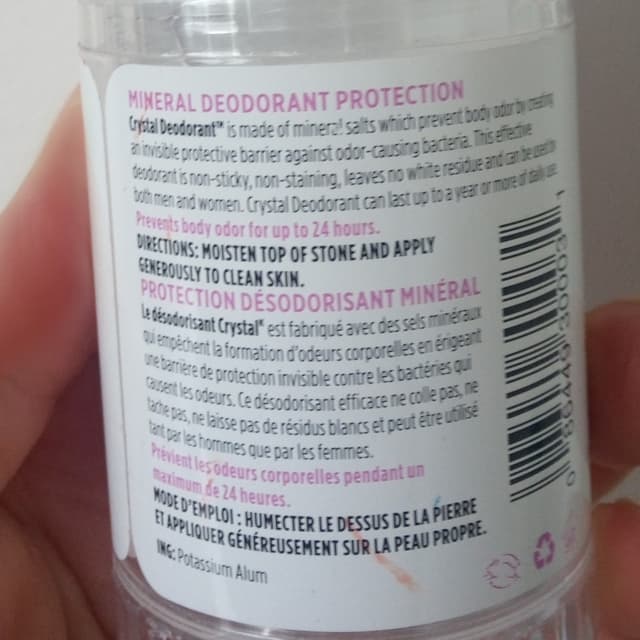 MINERAL DEODORANT PROTECTION
Crystal Deodorant™ is made of mineral salts which prevent body odor by creating
an invisible protective barrier against odor-causing bacteria. This effective
deodorant is non-sticky, non-staining, leaves no white residue and can be used by
both men and women. Crystal Deodorant can last up to a year or more of daily use.
Prevents body odor for up to 24 hours.
DIRECTIONS: MOISTEN TOP OF STONE AND APPLY
GENEROUSLY TO CLEAN SKIN.
PROTECTION DÉSODORISANT MINÉRAL
Le désodorisant Crystal® est fabriqué avec des sels minéraux
qui empêchent la formation d'odeurs corporelles en érigeant
une barrière de protection invisible contre les bactéries qui
causent les odeurs. Ce désodorisant efficace ne colle pas, ne
tache pas, ne laisse pas de résidus blancs et peut être utilisé
tant par les hommes que par les femmes.
Prévient les odeurs corporelles pendant un
maximum de 24 heures.
MODE D'EMPLOI : HUMECTER LE DESSUS DE LA PIERRE
ET APPLIQUER GÉNÉREUSEMENT SUR LA PEAU PROPRE.
ING: Potassium Alum